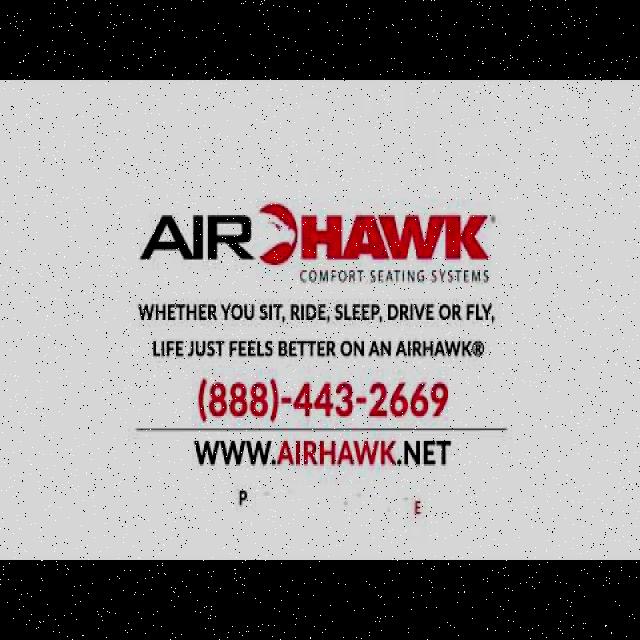 AIRHAWK®
COMFORT SEATING SYSTEMS
WHETHER YOU SIT, RIDE, SLEEP, DRIVE OR FLY,
LIFE JUST FEELS BETTER ON AN AIRHAWK®
(888)-443-2669
WWW.AIRHAWK.NET
P E